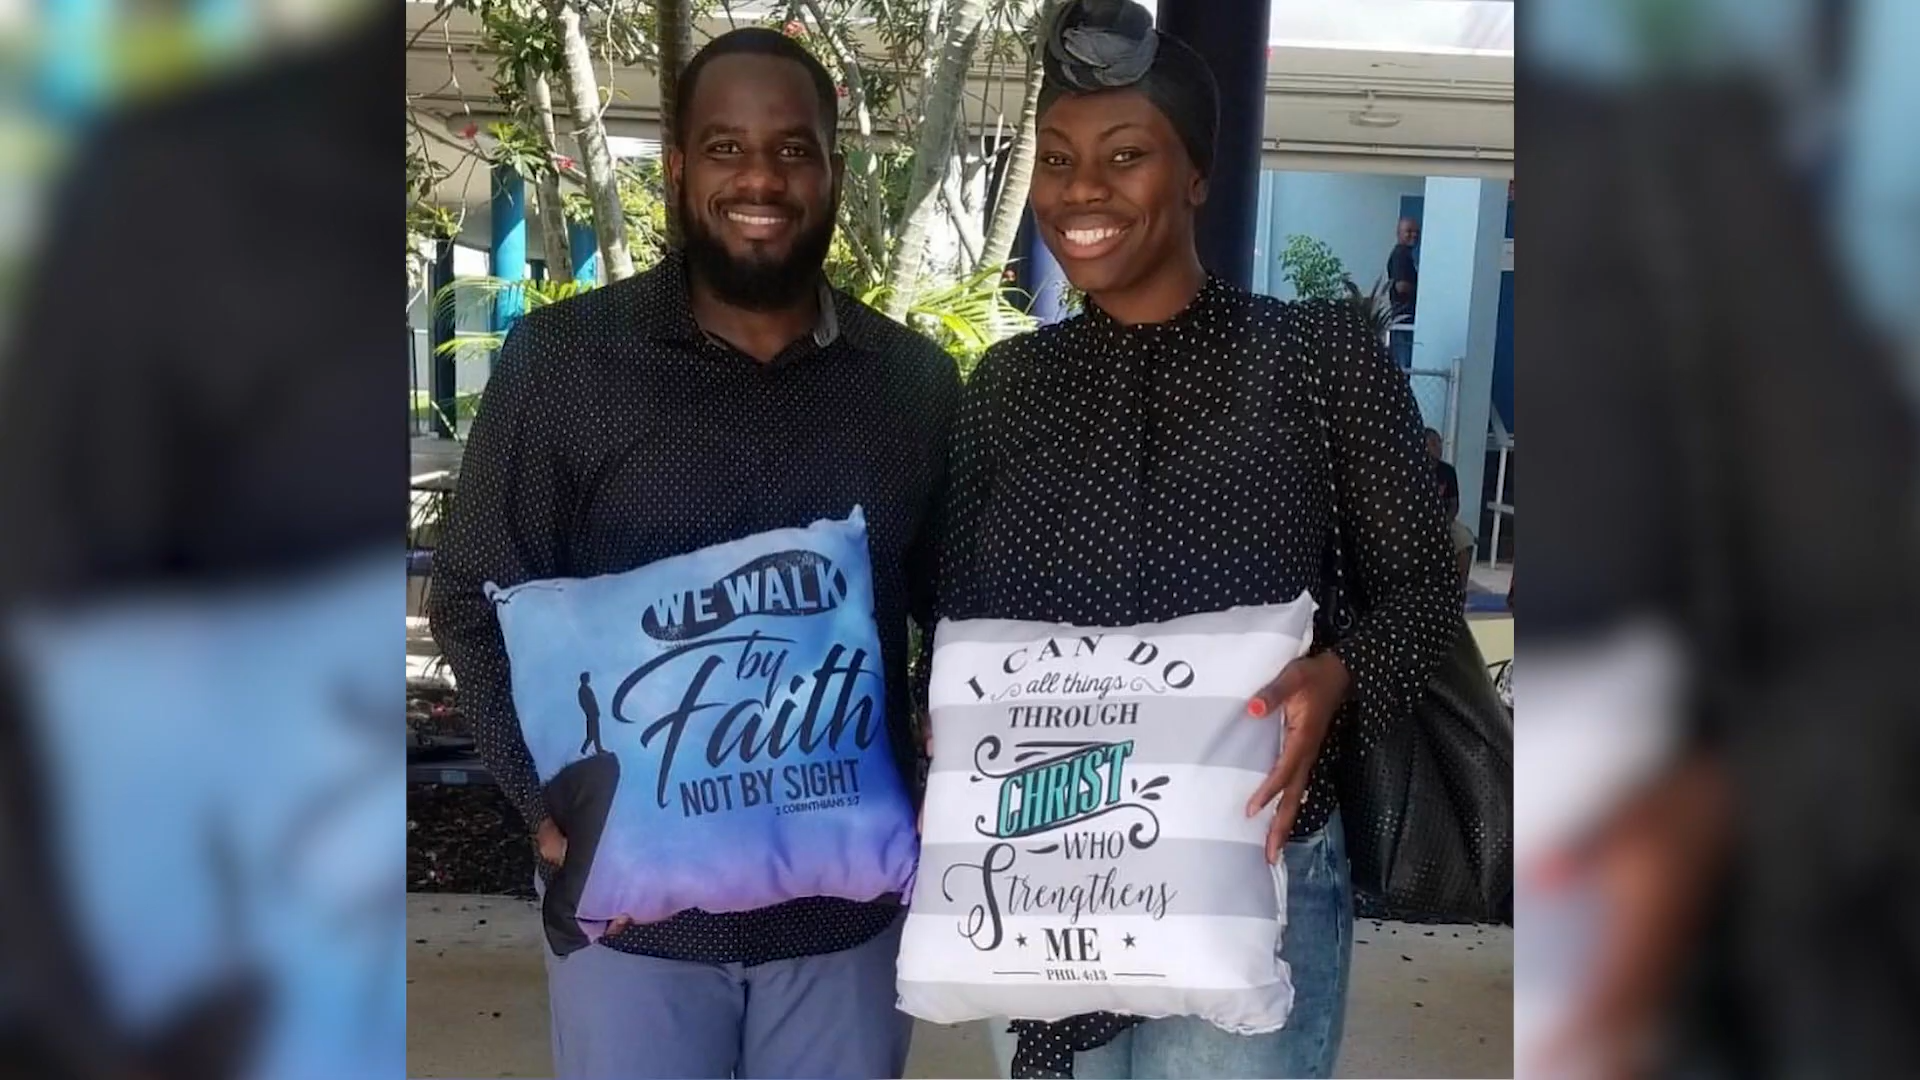 WE WALK
by
Faith
NOT BY SIGHT
2 CORINTHIANS 5:7
I CAN DO
all things
THROUGH
CHRIST
WHO
Strengthens
ME
PHIL 4:13